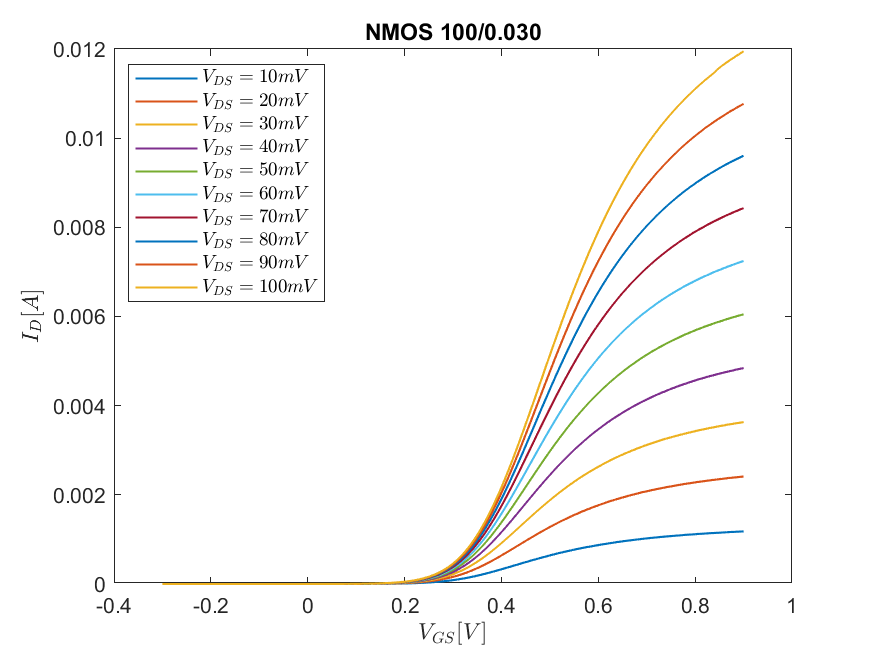 NMOS 100/0.030
0.012
0.01
0.008
0.006
0.004
0.002
0
I_D[A]
V_DS = 10mV
V_DS = 20mV
V_DS = 30mV
V_DS = 40mV
V_DS = 50mV
V_DS = 60mV
V_DS = 70mV
V_DS = 80mV
V_DS = 90mV
V_DS = 100mV
-0.4 -0.2 0 0.2 0.4 0.6 0.8 1
V_GS[V]